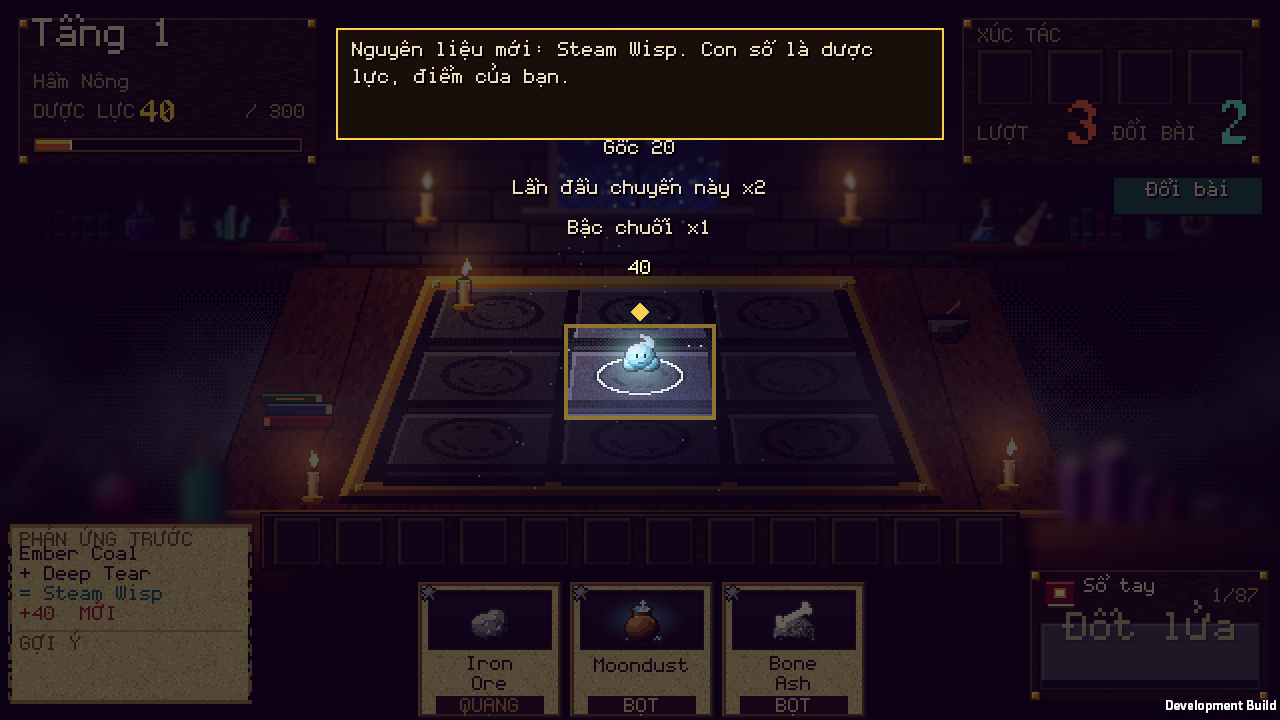 Tầng 1
Hầm Nông
DƯỢC LỰC 40 / 300
Nguyên liệu mới: Steam Wisp. Con số là dược
lực, điểm của bạn.
XÚC TÁC
LƯỢT 3 ĐỔI BÀI 2
Đổi bài
Gốc 20
Lần đầu chuyến này x2
Bậc chuỗi x1
40
PHẢN ỨNG TRƯỚC
Ember Coal
+ Deep Tear
= Steam Wisp
+40 MỚI
GỢI Ý
Iron
Ore
QUẶNG
Moondust
BỘT
Bone
Ash
BỘT
Sổ tay
1/87
Đốt lửa
Development Build